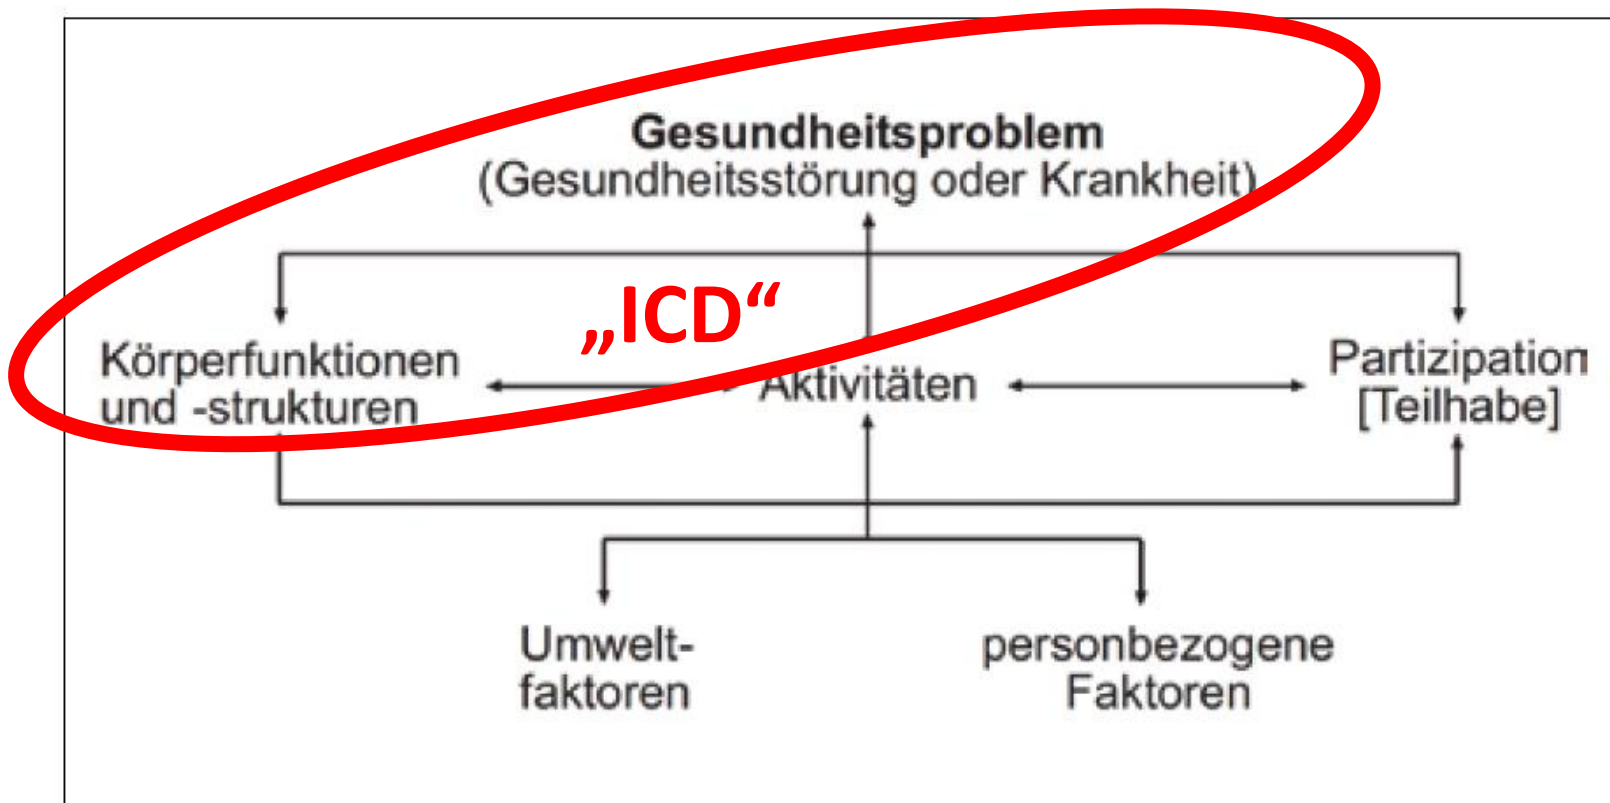 Gesundheitsproblem
(Gesundheitsstörung oder Krankheit)
„ICD“
Körperfunktionen
und -strukturen
Aktivitäten
Partizipation
[Teilhabe]
Umwelt-
faktoren
personbezogene
Faktoren